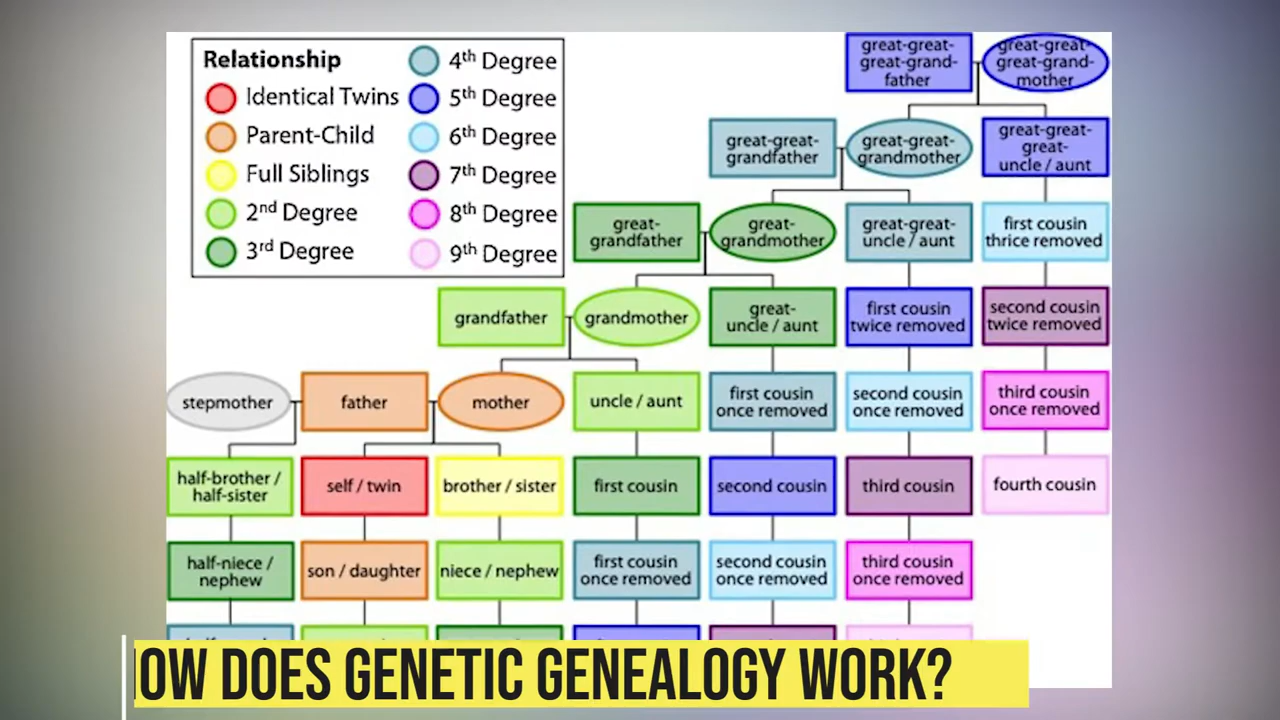 Relationship
Identical Twins
Parent-Child
Full Siblings
2nd Degree
3rd Degree
4th Degree
5th Degree
6th Degree
7th Degree
8th Degree
9th Degree
great-great-
great-grand-
father
great-great-
great-grand-
mother
great-great-
grandfather
great-great-
grandmother
great-great-
great-
uncle / aunt
great-
grandfather
great-
grandmother
great-great-
uncle / aunt
first cousin
thrice removed
grandfather
grandmother
great-
uncle / aunt
first cousin
twice removed
second cousin
twice removed
stepmother
father
mother
uncle / aunt
first cousin
once removed
second cousin
once removed
third cousin
once removed
half-brother /
half-sister
self / twin
brother / sister
first cousin
second cousin
third cousin
fourth cousin
half-niece /
nephew
son / daughter
niece / nephew
first cousin
once removed
second cousin
once removed
third cousin
once removed
OW DOES GENETIC GENEALOGY WORK?